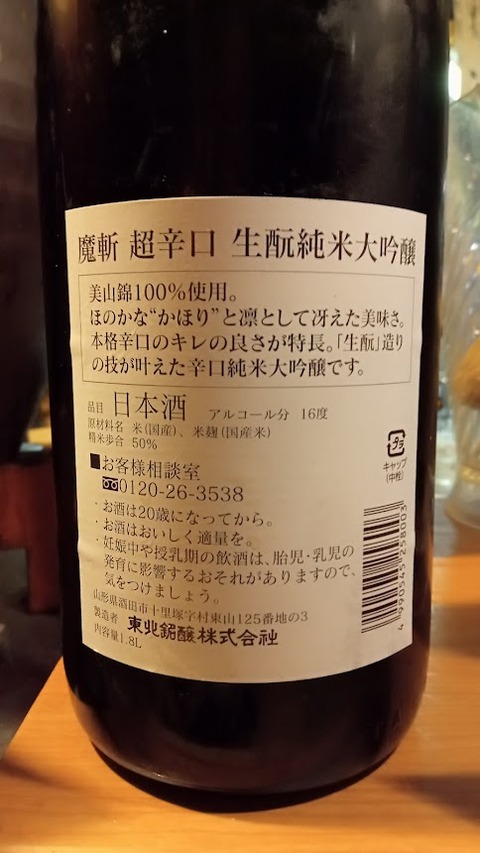 魔斬 超辛口 生酛純米大吟醸
美山錦100%使用。
ほのかな“かほり”と凛として冴えた美味さ。
本格辛口のキレの良さが特長。「生酛」造り
の技が叶えた辛口純米大吟醸です。
品目 日本酒 アルコール分 16度
原材料名 米(国産)、米麹(国産米)
精米歩合 50%
■お客様相談室
0120-26-3538
・お酒は20歳になってから。
・お酒はおいしく適量を。
・妊娠中や授乳期の飲酒は、胎児・乳児の
発育に影響するおそれがありますので、
気をつけましょう。
山形県酒田市十里塚字村東山125番地の3
製造者 東北銘醸株式会社
内容量1.8L
プラ
キャップ
(中栓)
4 990545 258003